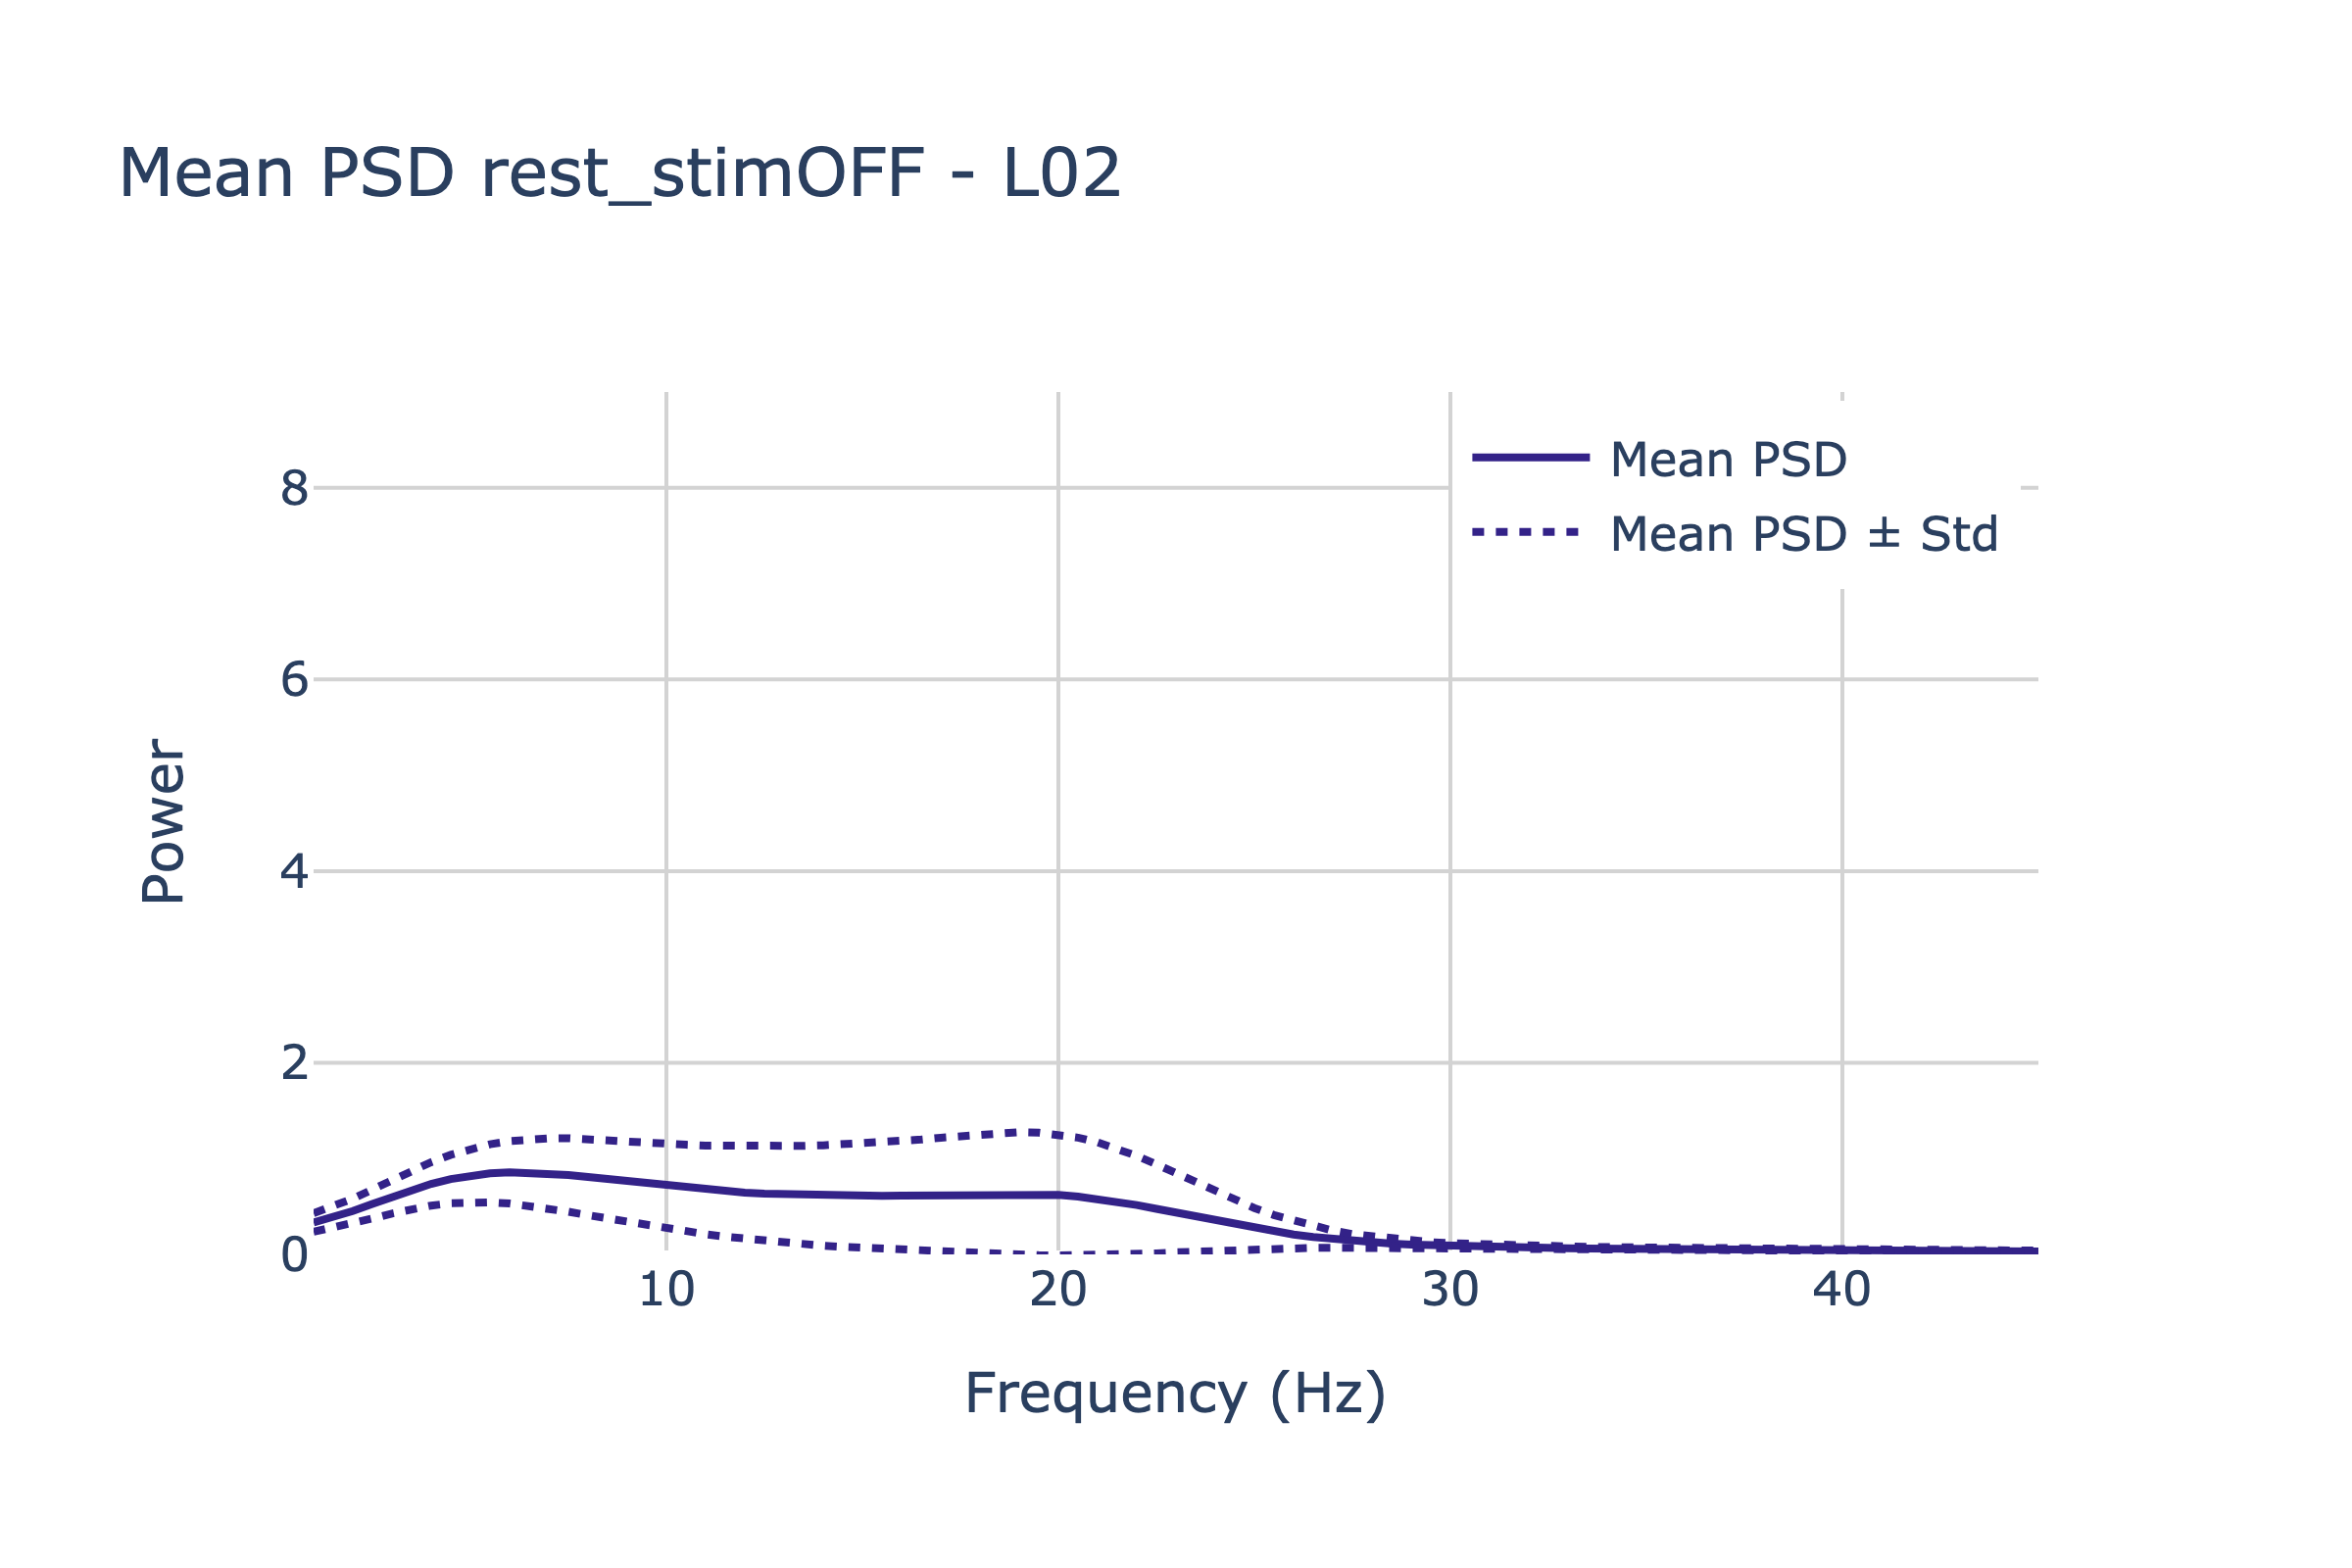 Mean PSD rest_stimOFF - L02
Mean PSD
Mean PSD ± Std
8
6
4
2
0
Power
10 20 30 40
Frequency (Hz)